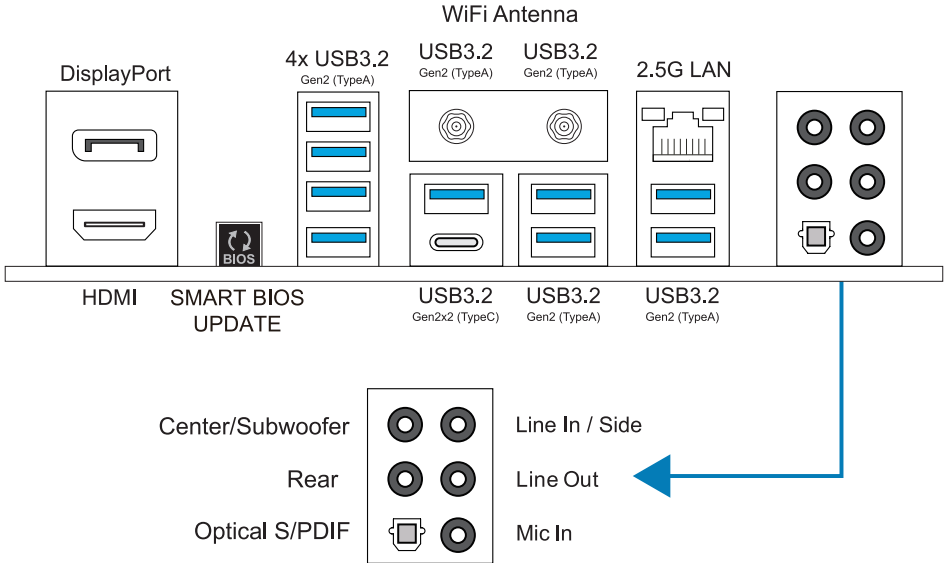 WiFi Antenna
DisplayPort
4x USB3.2
Gen2 (TypeA)
USB3.2
Gen2 (TypeA)
USB3.2
Gen2 (TypeA)
2.5G LAN
BIOS
HDMI
SMART BIOS
UPDATE
USB3.2
Gen2x2 (TypeC)
USB3.2
Gen2 (TypeA)
USB3.2
Gen2 (TypeA)
Center/Subwoofer
Line In / Side
Rear
Line Out
Optical S/PDIF
Mic In